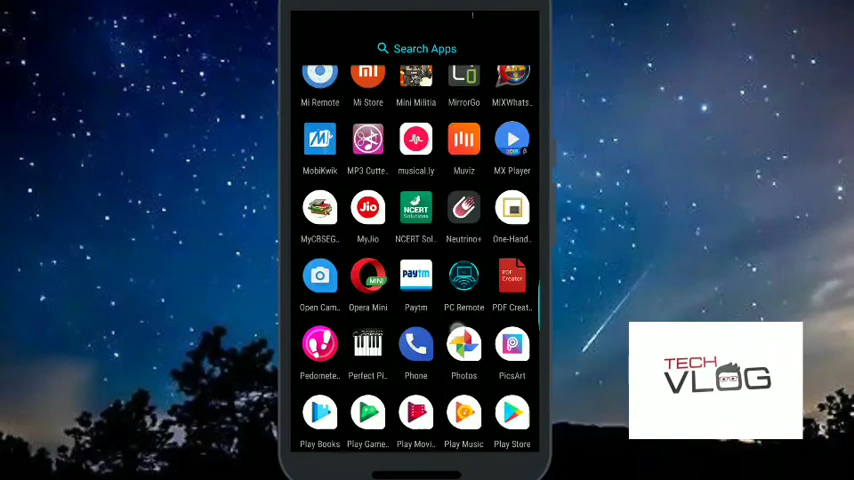 Search Apps
Mi Remote Mi Store Mini Militia MirrorGo MIXWhats..
MobiKwik MP3 Cutte.. musical.ly Muviz MX Player
MyCBSEG.. MyJio NCERT Sol.. Neutrino+ One-Hand..
Open Cam.. Opera Mini Paytm PC Remote PDF Creat..
Pedomete.. Perfect Pi.. Phone Photos PicsArt
Play Books Play Game.. Play Movi.. Play Music Play Store
TECH
VLOG